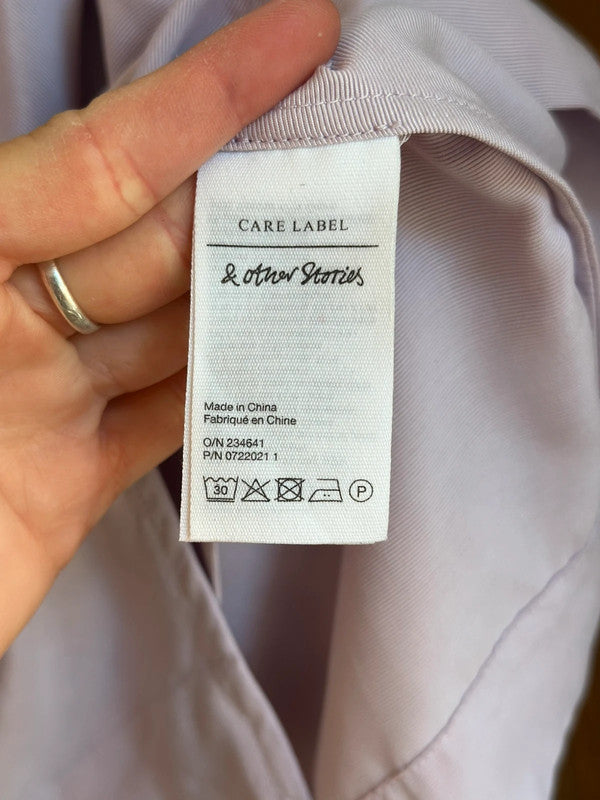 CARE LABEL
& other Stories
Made in China
Fabriqué en Chine
O/N 234641
P/N 0722021 1
30 P